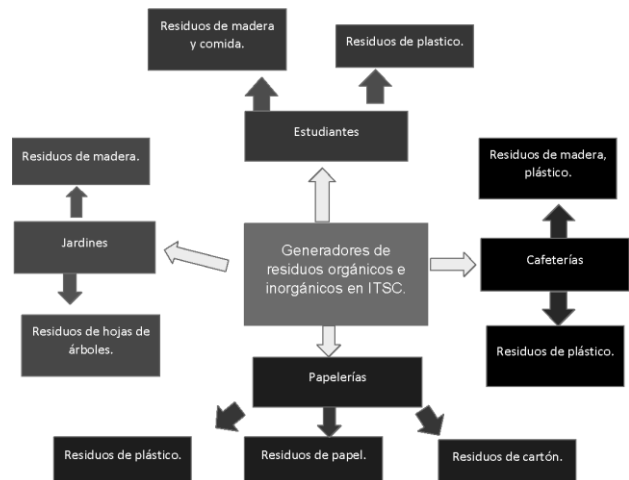 Residuos de madera
y comida.
Residuos de plastico.
Estudiantes
Residuos de madera.
Residuos de madera,
plástico.
Jardines
Generadores de
residuos orgánicos e
inorgánicos en ITSC.
Cafeterías
Residuos de hojas de
árboles.
Residuos de plástico.
Papelerías
Residuos de plástico.
Residuos de papel.
Residuos de cartón.